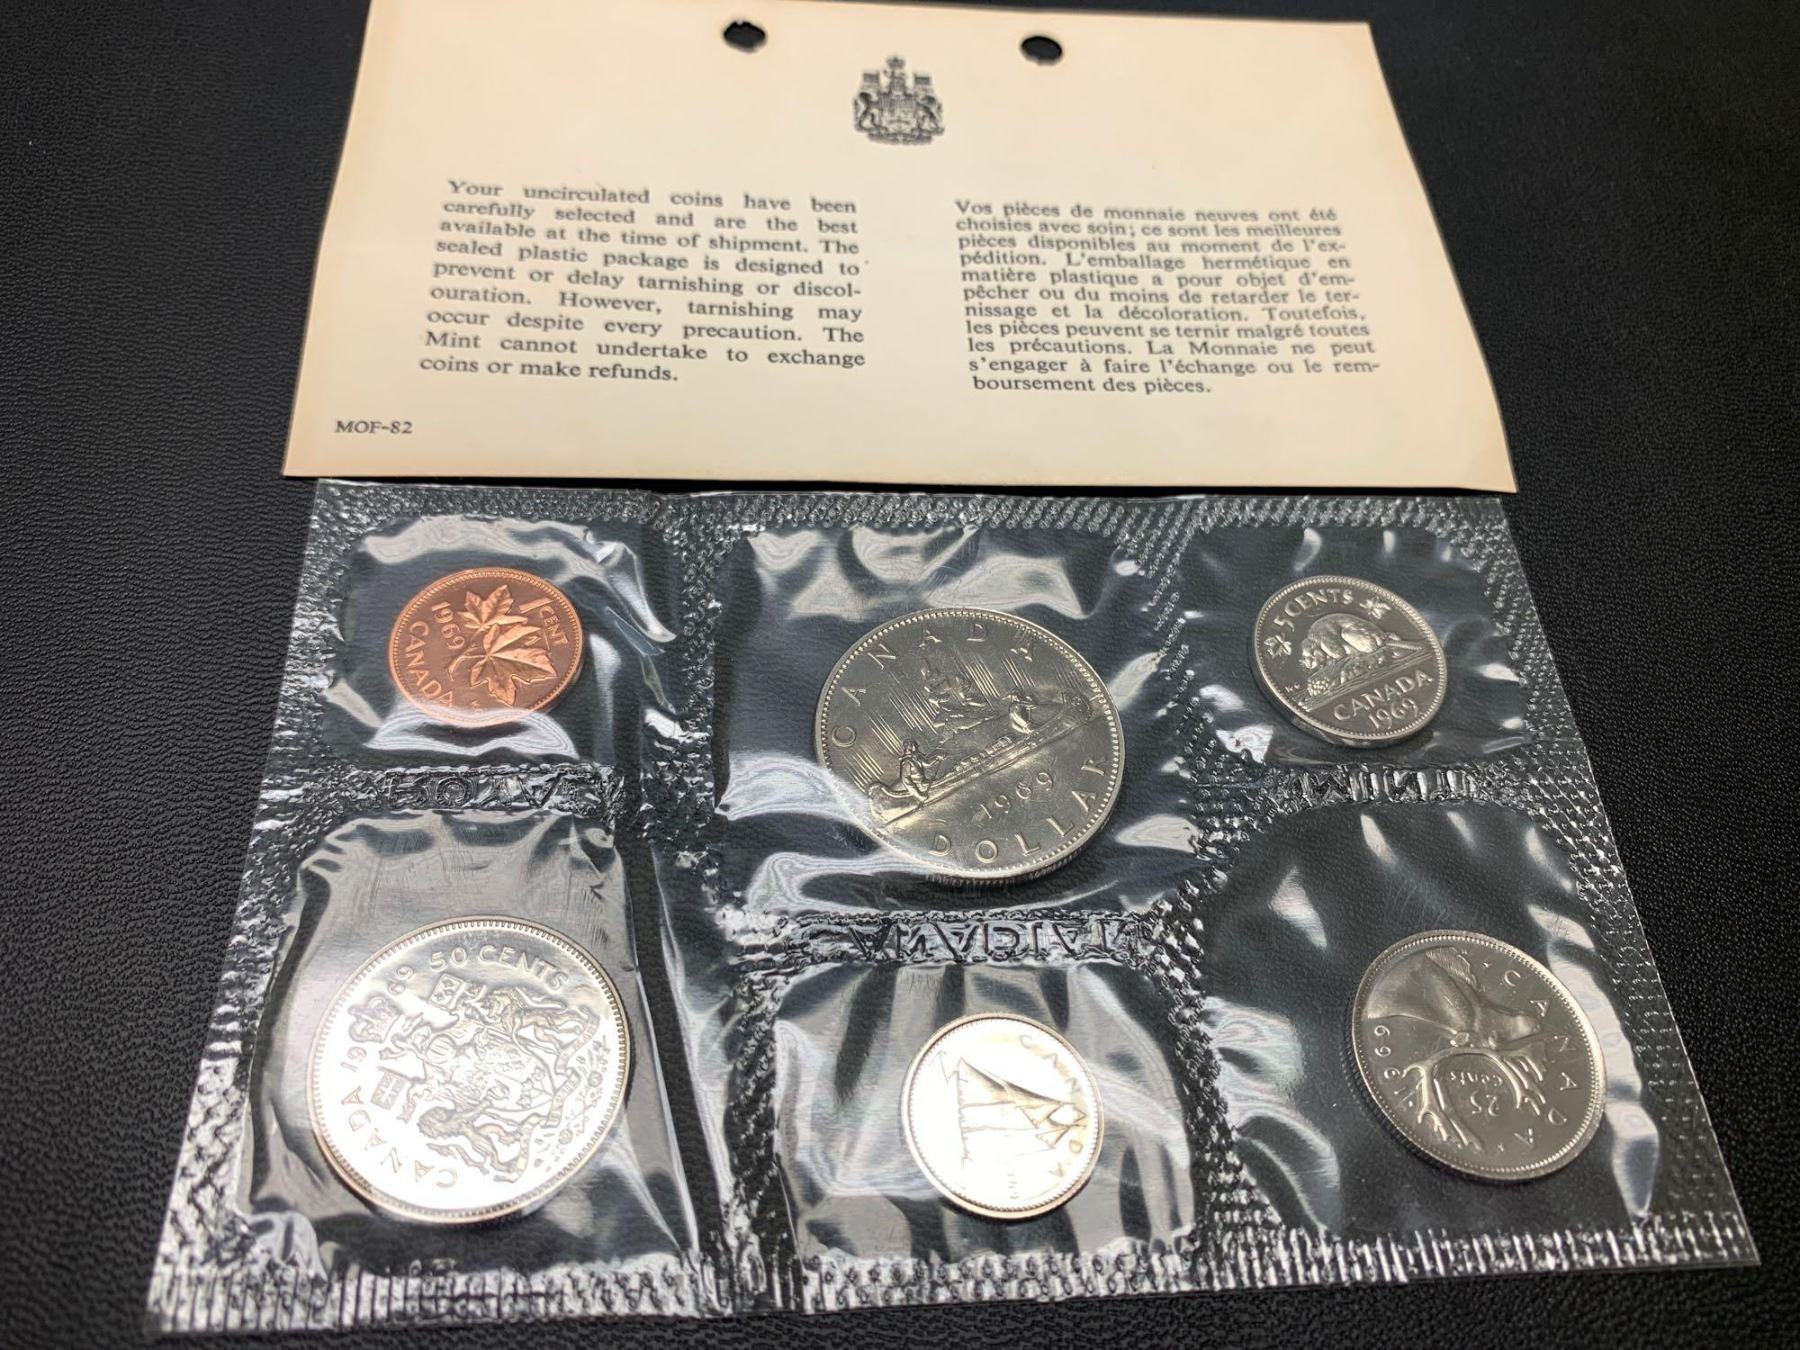 Your uncirculated coins have been
carefully selected and are the best
available at the time of shipment. The
sealed plastic package is designed to
prevent or delay tarnishing or discol-
ouration. However, tarnishing may
occur despite every precaution. The
Mint cannot undertake to exchange
coins or make refunds.
MOF-82
Vos pièces de monnaie neuves ont été
choisies avec soin; ce sont les meilleures
pièces disponibles au moment de l'ex-
pédition. L'emballage hermétique en
matière plastique a pour objet d'em-
pêcher ou du moins de retarder le ter-
nissage et la décoloration. Toutefois,
les pièces peuvent se ternir malgré toutes
les précautions. La Monnaie ne peut
s'engager à faire l'échange ou le rem-
boursement des pièces.
1 CENT
1969
CANADA
CANADA
1969
DOLLAR
5 CENTS
CANADA
1969
ROYAL
MINT
CANADIAN
50 CENTS
CANADA 1969
CANADA
1969
CANADA
25
cents
1969